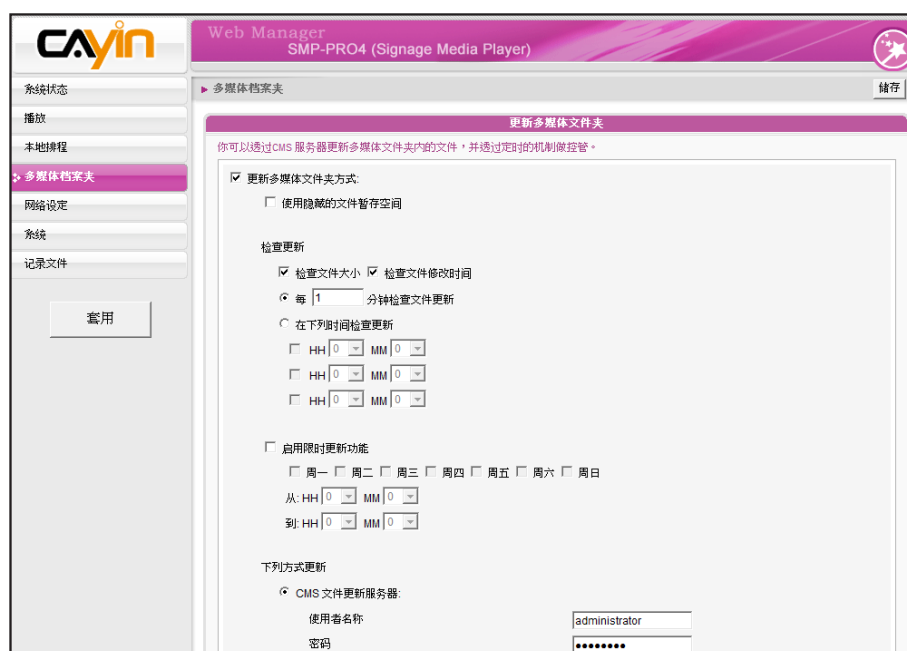 CAYIN
Web Manager
SMP-PRO4 (Signage Media Player)
系统状态
播放
本地排程
多媒体档案夹
网络设定
系统
记录文件
套用
多媒体档案夹
储存
更新多媒体文件夹
你可以透过CMS 服务器更新多媒体文件夹内的文件，并透过定时的机制做控管。
更新多媒体文件夹方式:
使用隐藏的文件暂存空间
检查更新
检查文件大小 检查文件修改时间
每 1 分钟检查文件更新
在下列时间检查更新
HH 0 MM 0
HH 0 MM 0
HH 0 MM 0
启用限时更新功能
周一 周二 周三 周四 周五 周六 周日
从: HH 0 MM 0
到: HH 0 MM 0
下列方式更新
CMS 文件更新服务器:
使用者名称 administrator
密码 ••••••••